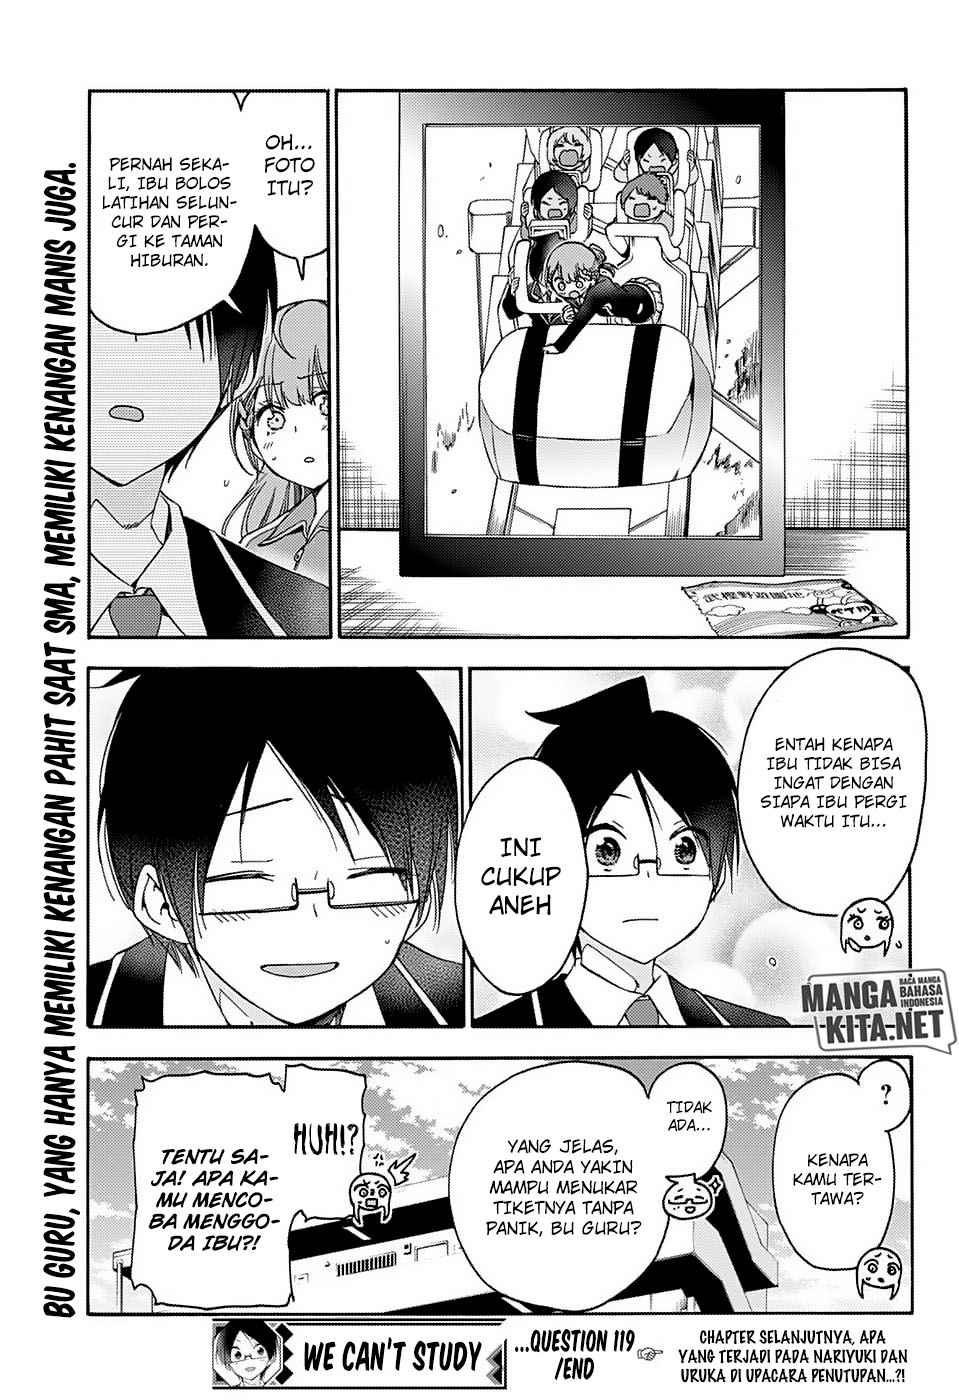 OH...
FOTO
ITU?
PERNAH SEKA-
LI, IBU BOLOS
LATIHAN SELUN-
CUR DAN PER-
GI KE TAMAN
HIBURAN.
ENTAH KENAPA
IBU TIDAK BISA
INGAT DENGAN
SIAPA IBU PERGI
WAKTU ITU...
INI
CUKUP
ANEH
MANGA
BACA MANGA
BAHASA
INDONESIA
KITA.NET
?
KENAPA
KAMU TER-
TAWA?
TIDAK
ADA...
YANG JELAS,
APA ANDA YAKIN
MAMPU MENUKAR
TIKETNYA TANPA
PANIK, BU GURU?
HUH!?
TENTU SA-
JA! APA KA-
MU MENCO-
BA MENGGO-
DA IBU?!
BU GURU, YANG HANYA MEMILIKI KENANGAN PAHIT SAAT SMA, MEMILIKI KENANGAN MANIS JUGA.
WE CAN'T STUDY
...QUESTION 119
/END
☞
CHAPTER SELANJUTNYA, APA
YANG TERJADI PADA NARIYUKI DAN
URUKA DI UPACARA PENUTUPAN...?!